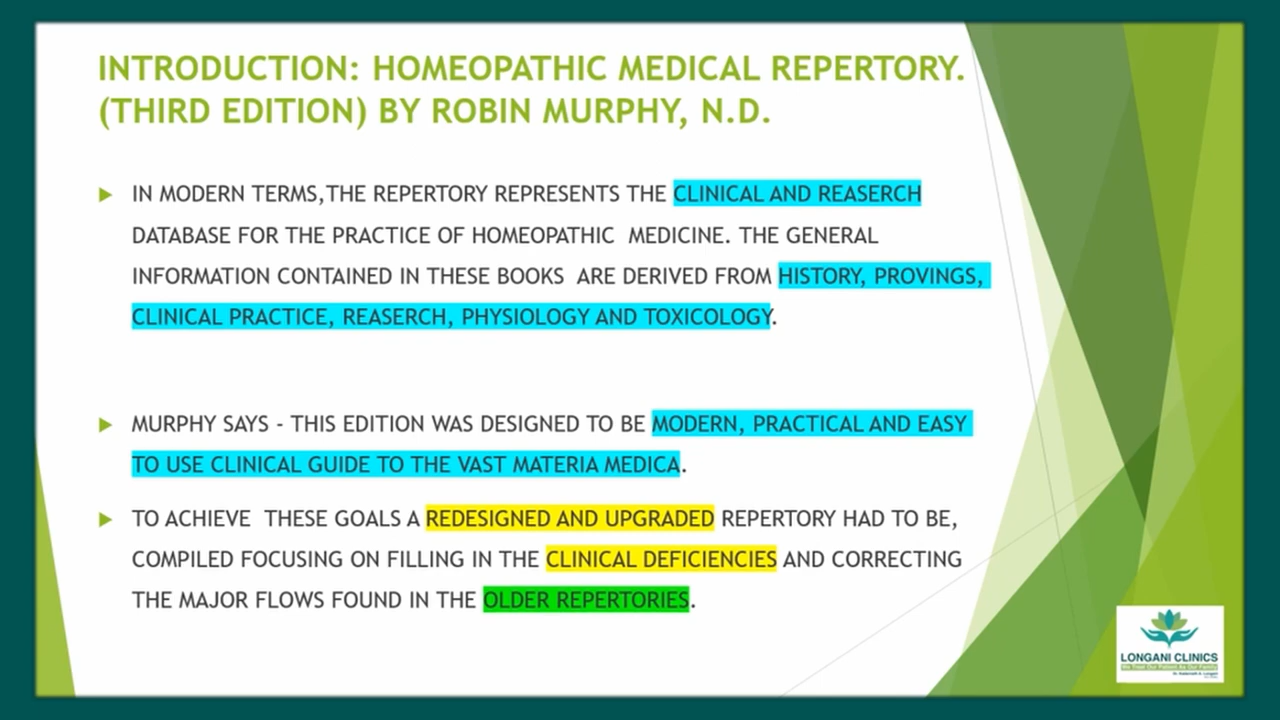 INTRODUCTION: HOMEOPATHIC MEDICAL REPERTORY.
(THIRD EDITION) BY ROBIN MURPHY, N.D.
IN MODERN TERMS,THE REPERTORY REPRESENTS THE CLINICAL AND REASERCH
DATABASE FOR THE PRACTICE OF HOMEOPATHIC MEDICINE. THE GENERAL
INFORMATION CONTAINED IN THESE BOOKS ARE DERIVED FROM HISTORY, PROVINGS,
CLINICAL PRACTICE, REASERCH, PHYSIOLOGY AND TOXICOLOGY.
MURPHY SAYS - THIS EDITION WAS DESIGNED TO BE MODERN, PRACTICAL AND EASY
TO USE CLINICAL GUIDE TO THE VAST MATERIA MEDICA.
TO ACHIEVE THESE GOALS A REDESIGNED AND UPGRADED REPERTORY HAD TO BE,
COMPILED FOCUSING ON FILLING IN THE CLINICAL DEFICIENCIES AND CORRECTING
THE MAJOR FLOWS FOUND IN THE OLDER REPERTORIES.
LONGANI CLINICS
We Treat Our Patient As Our Family